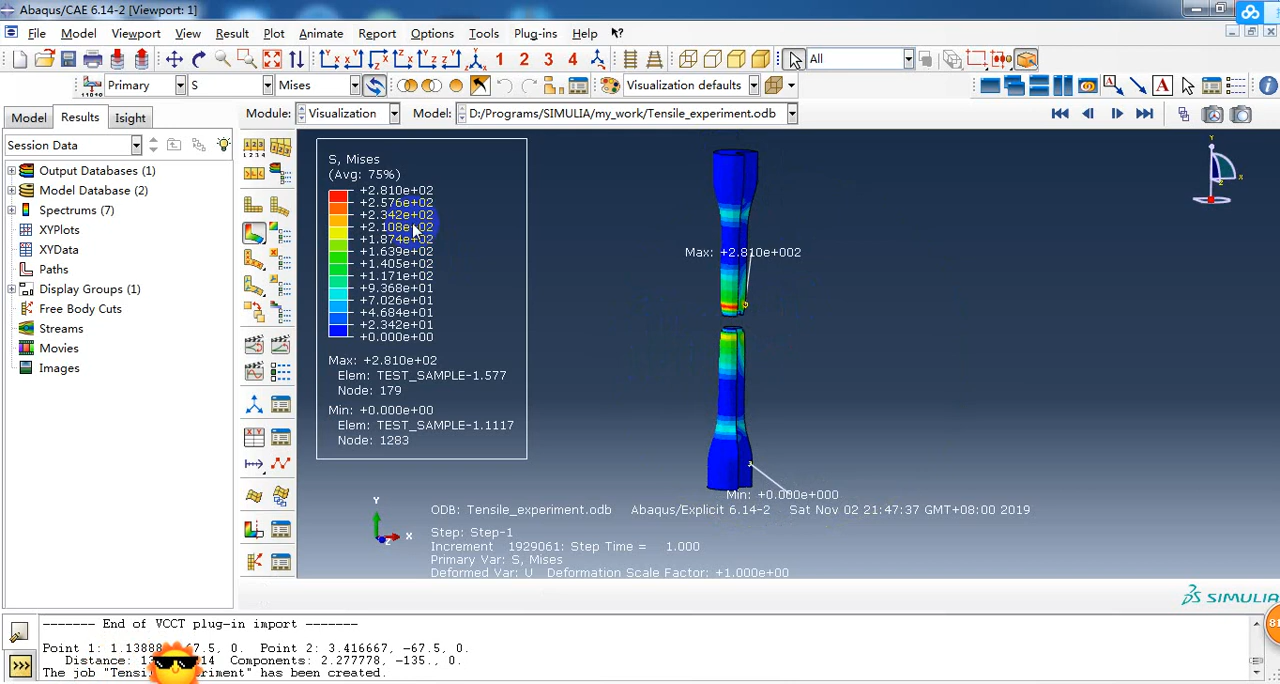 Abaqus/CAE 6.14-2 [Viewport: 1]
File Model Viewport View Result Plot Animate Report Options Tools Plug-ins Help
1 2 3 4 All
Primary S Mises Visualization defaults
Model Results Isight Module: Visualization Model: D:/Programs/SIMULIA/my_work/Tensile_experiment.odb
Session Data
Output Databases (1)
Model Database (2)
Spectrums (7)
XYPlots
XYData
Paths
Display Groups (1)
Free Body Cuts
Streams
Movies
Images
S, Mises
(Avg: 75%)
+2.810e+02
+2.576e+02
+2.342e+02
+2.108e+02
+1.874e+02
+1.639e+02
+1.405e+02
+1.171e+02
+9.368e+01
+7.026e+01
+4.684e+01
+2.342e+01
+0.000e+00
Max: +2.810e+02
Elem: TEST_SAMPLE-1.577
Node: 179
Min: +0.000e+00
Elem: TEST_SAMPLE-1.1117
Node: 1283
Max: +2.810e+002
Min: +0.000e+000
Y
X
Z
Y
X
Z
ODB: Tensile_experiment.odb Abaqus/Explicit 6.14-2 Sat Nov 02 21:47:37 GMT+08:00 2019
Step: Step-1
Increment 1929061: Step Time = 1.000
Primary Var: S, Mises
Deformed Var: U Deformation Scale Factor: +1.000e+00
SIMULIA
------- End of VCCT plug-in import -------
Point 1: 67.5, 0. Point 2: 3.416667, -67.5, 0.
Distance: Components: 2.277778, -135., 0.
The job has been created.